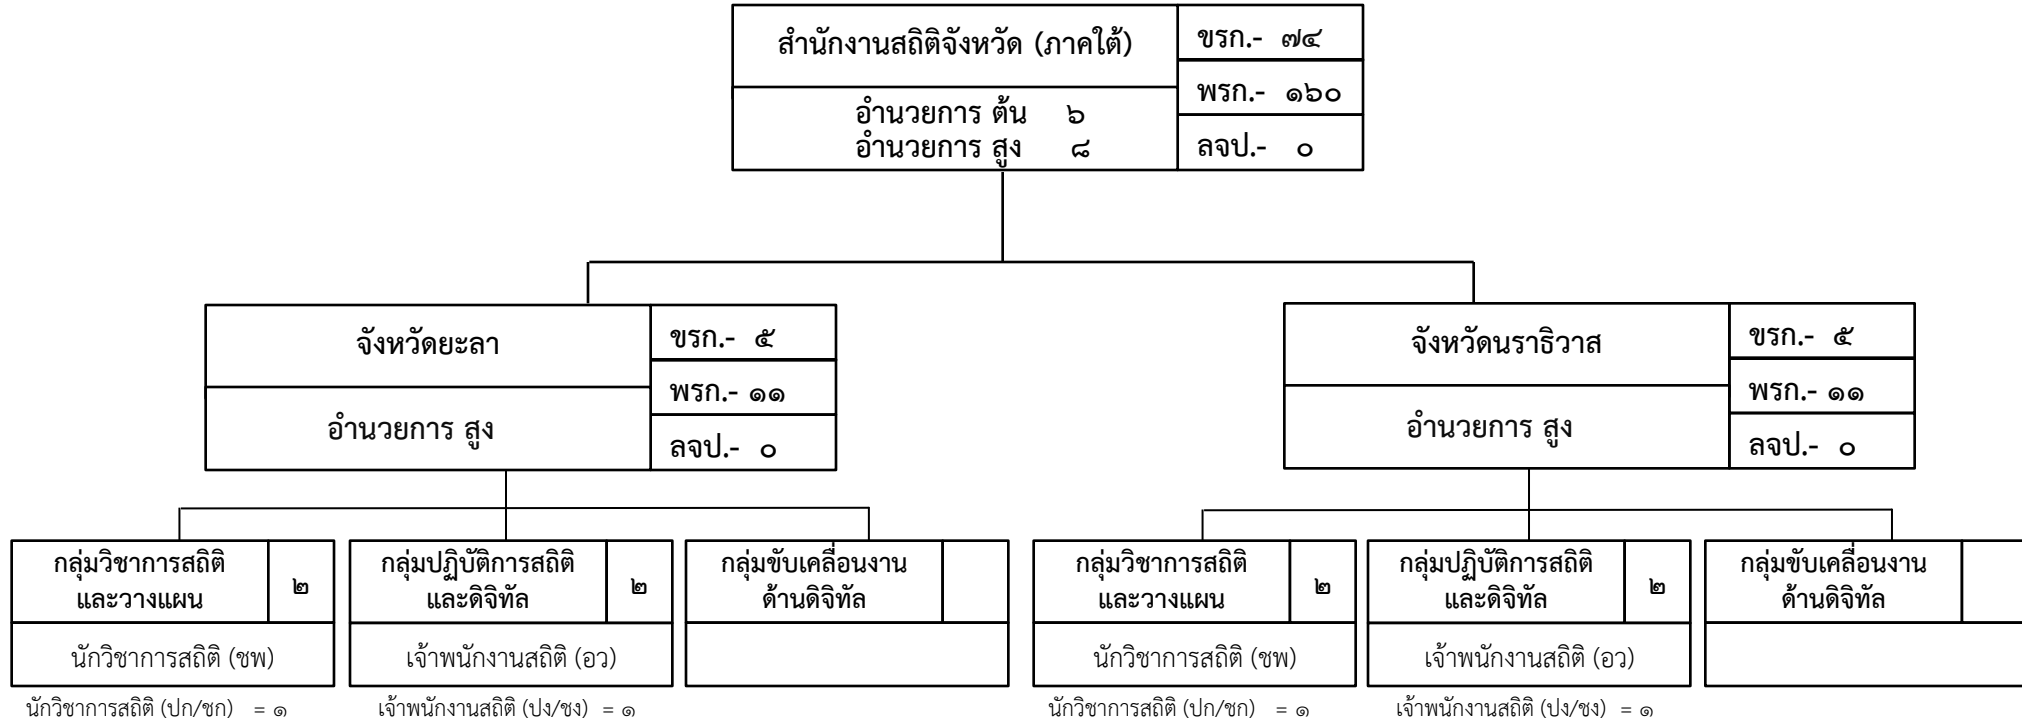 สำนักงานสถิติจังหวัด (ภาคใต้)
ขรก.- ๗๔
พรก.- ๑๖๐
อำนวยการ ต้น ๖
อำนวยการ สูง ๘
ลจป.- ๐
จังหวัดยะลา
ขรก.- ๕
พรก.- ๑๑
อำนวยการ สูง
ลจป.- ๐
จังหวัดนราธิวาส
ขรก.- ๕
พรก.- ๑๑
อำนวยการ สูง
ลจป.- ๐
กลุ่มวิชาการสถิติ
และวางแผน
๒
นักวิชาการสถิติ (ชพ)
นักวิชาการสถิติ (ปก/ชก) = ๑
กลุ่มปฏิบัติการสถิติ
และดิจิทัล
๒
เจ้าพนักงานสถิติ (อว)
เจ้าพนักงานสถิติ (ปง/ชง) = ๑
กลุ่มขับเคลื่อนงาน
ด้านดิจิทัล
กลุ่มวิชาการสถิติ
และวางแผน
๒
นักวิชาการสถิติ (ชพ)
นักวิชาการสถิติ (ปก/ชก) = ๑
กลุ่มปฏิบัติการสถิติ
และดิจิทัล
๒
เจ้าพนักงานสถิติ (อว)
เจ้าพนักงานสถิติ (ปง/ชง) = ๑
กลุ่มขับเคลื่อนงาน
ด้านดิจิทัล